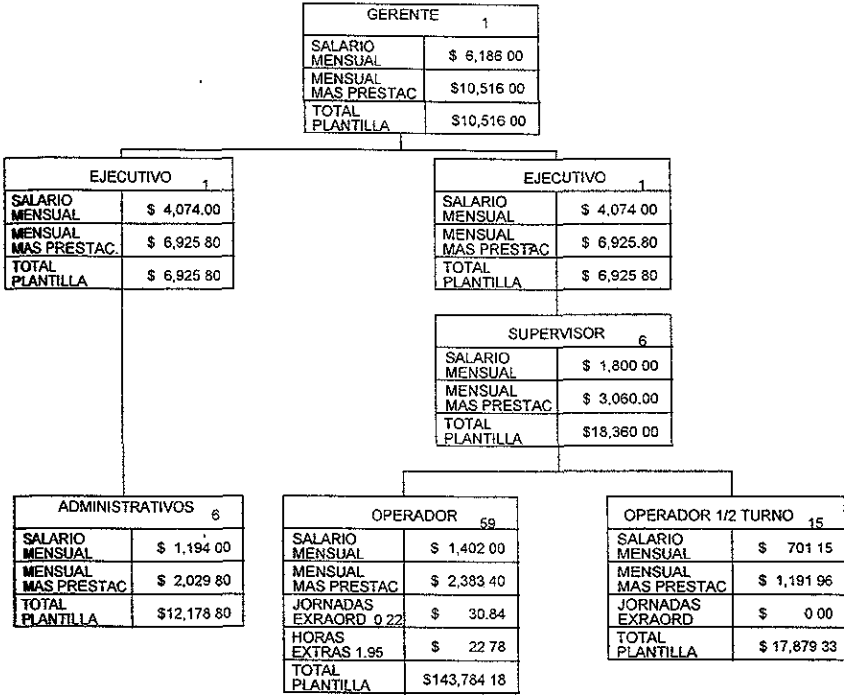 GERENTE 1
SALARIO MENSUAL $ 6,186 00
MENSUAL MAS PRESTAC $10,516 00
TOTAL PLANTILLA $10,516 00
EJECUTIVO 1
SALARIO MENSUAL $ 4,074.00
MENSUAL MAS PRESTAC. $ 6,925 80
TOTAL PLANTILLA $ 6,925 80
EJECUTIVO 1
SALARIO MENSUAL $ 4,074 00
MENSUAL MAS PRESTAC $ 6,925.80
TOTAL PLANTILLA $ 6,925 80
SUPERVISOR 6
SALARIO MENSUAL $ 1,800 00
MENSUAL MAS PRESTAC $ 3,060.00
TOTAL PLANTILLA $18,360 00
ADMINISTRATIVOS 6
SALARIO MENSUAL $ 1,194 00
MENSUAL MAS PRESTAC $ 2,029 80
TOTAL PLANTILLA $12,178 80
OPERADOR 59
SALARIO MENSUAL $ 1,402 00
MENSUAL MAS PRESTAC $ 2,383 40
JORNADAS EXRAORD 0 22 $ 30.84
HORAS EXTRAS 1.95 $ 22 78
TOTAL PLANTILLA $143,784 18
OPERADOR 1/2 TURNO 15
SALARIO MENSUAL $ 701 15
MENSUAL MAS PRESTAC $ 1,191 96
JORNADAS EXRAORD $ 0 00
TOTAL PLANTILLA $ 17,879 33